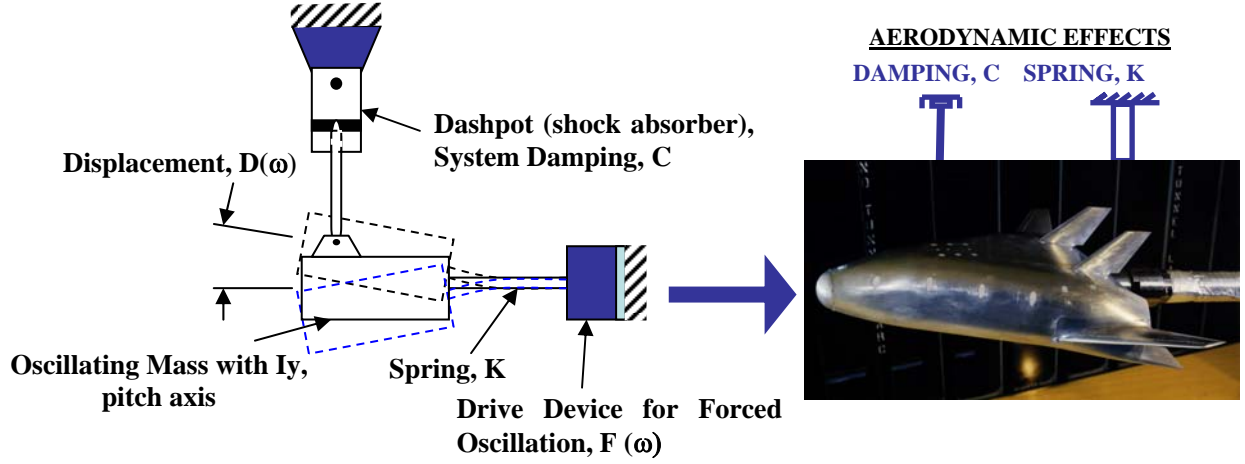 AERODYNAMIC EFFECTS
DAMPING, C SPRING, K
Dashpot (shock absorber),
System Damping, C
Displacement, D(ω)
Oscillating Mass with Iy,
pitch axis
Spring, K
Drive Device for Forced
Oscillation, F (ω)